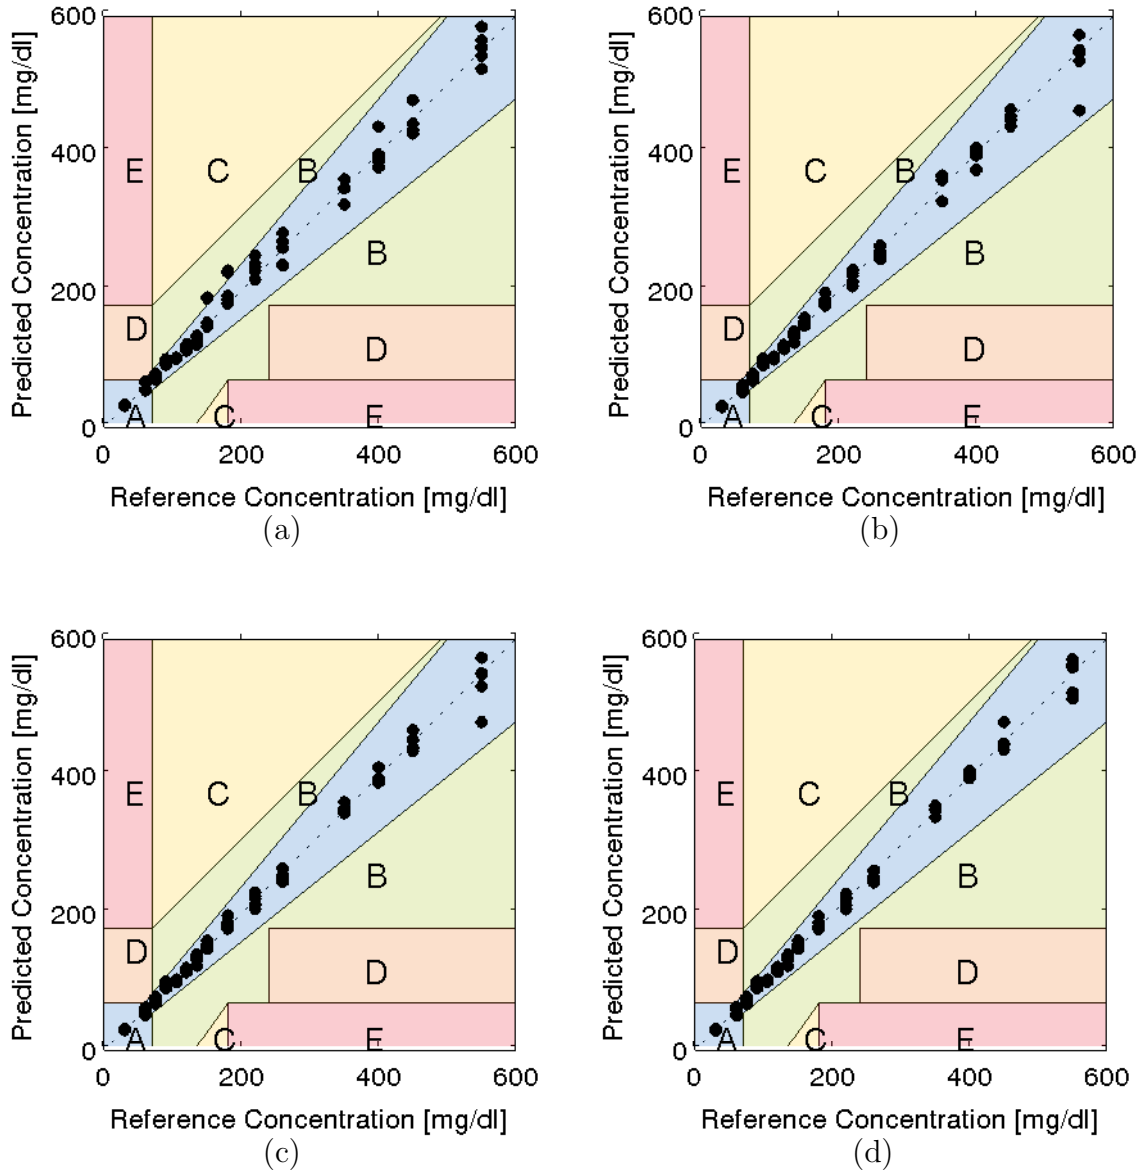 600
400
200
0
Predicted Concentration [mg/dl]
E
C
B
B
D
D
A
C
E
0
200
400
600
Reference Concentration [mg/dl]
(a)
600
400
200
0
Predicted Concentration [mg/dl]
E
C
B
B
D
D
A
C
E
0
200
400
600
Reference Concentration [mg/dl]
(b)
600
400
200
0
Predicted Concentration [mg/dl]
E
C
B
B
D
D
A
C
E
0
200
400
600
Reference Concentration [mg/dl]
(c)
600
400
200
0
Predicted Concentration [mg/dl]
E
C
B
B
D
D
A
C
E
0
200
400
600
Reference Concentration [mg/dl]
(d)